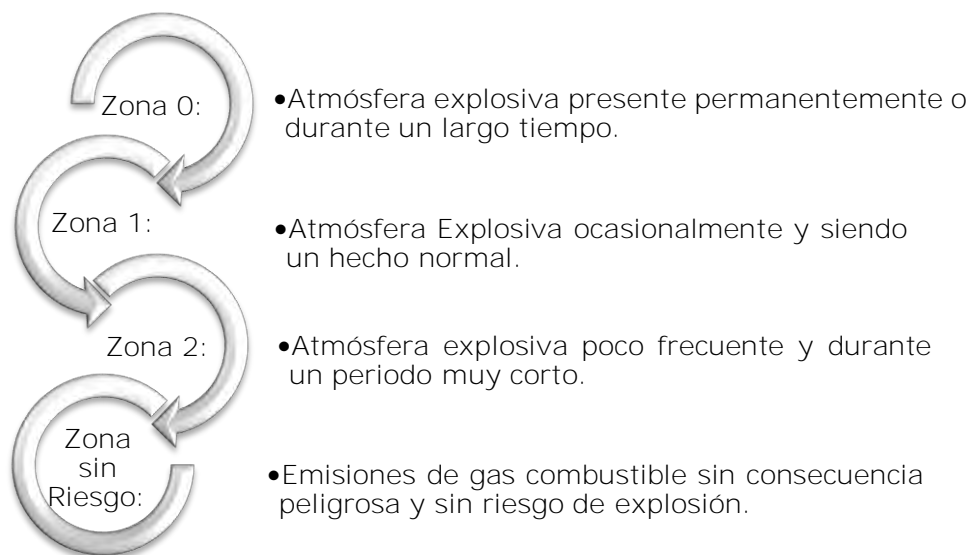 Zona 0:
•Atmósfera explosiva presente permanentemente o
durante un largo tiempo.
Zona 1:
•Atmósfera Explosiva ocasionalmente y siendo
un hecho normal.
Zona 2:
•Atmósfera explosiva poco frecuente y durante
un periodo muy corto.
Zona
sin
Riesgo:
•Emisiones de gas combustible sin consecuencia
peligrosa y sin riesgo de explosión.